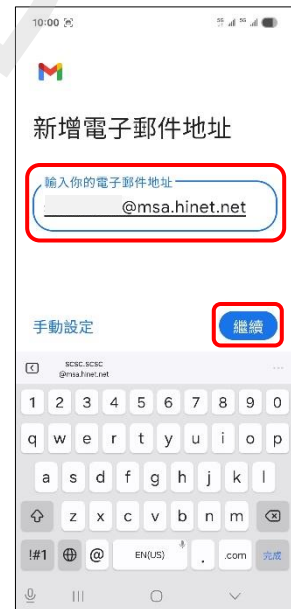 10:00
新增電子郵件地址
輸入你的電子郵件地址
@msa.hinet.net
手動設定 繼續
scsc.scsc
@msa.hinet.net
1 2 3 4 5 6 7 8 9 0
q w e r t y u i o p
a s d f g h j k l
z x c v b n m
!#1 @ EN(US) . .com 完成